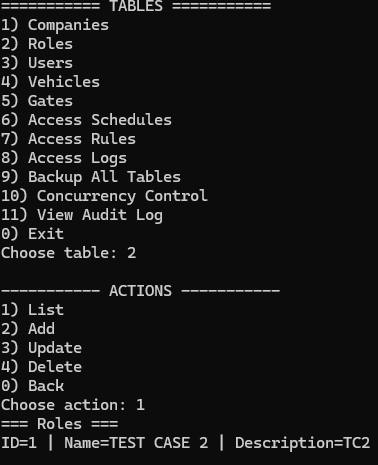 =========== TABLES ===========
1) Companies
2) Roles
3) Users
4) Vehicles
5) Gates
6) Access Schedules
7) Access Rules
8) Access Logs
9) Backup All Tables
10) Concurrency Control
11) View Audit Log
0) Exit
Choose table: 2

----------- ACTIONS -----------
1) List
2) Add
3) Update
4) Delete
0) Back
Choose action: 1
=== Roles ===
ID=1 | Name=TEST CASE 2 | Description=TC2